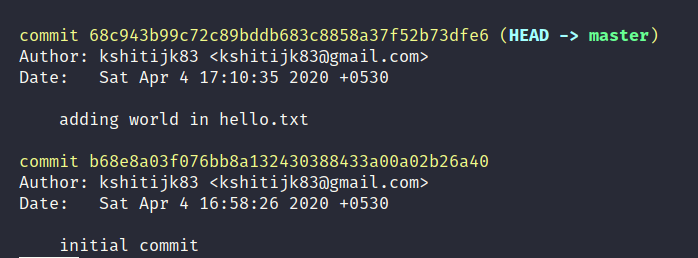 commit 68c943b99c72c89bddb683c8858a37f52b73dfe6 (HEAD -> master)
Author: kshitijk83 <kshitijk83@gmail.com>
Date:   Sat Apr 4 17:10:35 2020 +0530
adding world in hello.txt
commit b68e8a03f076bb8a132430388433a00a02b26a40
Author: kshitijk83 <kshitijk83@gmail.com>
Date:   Sat Apr 4 16:58:26 2020 +0530
initial commit